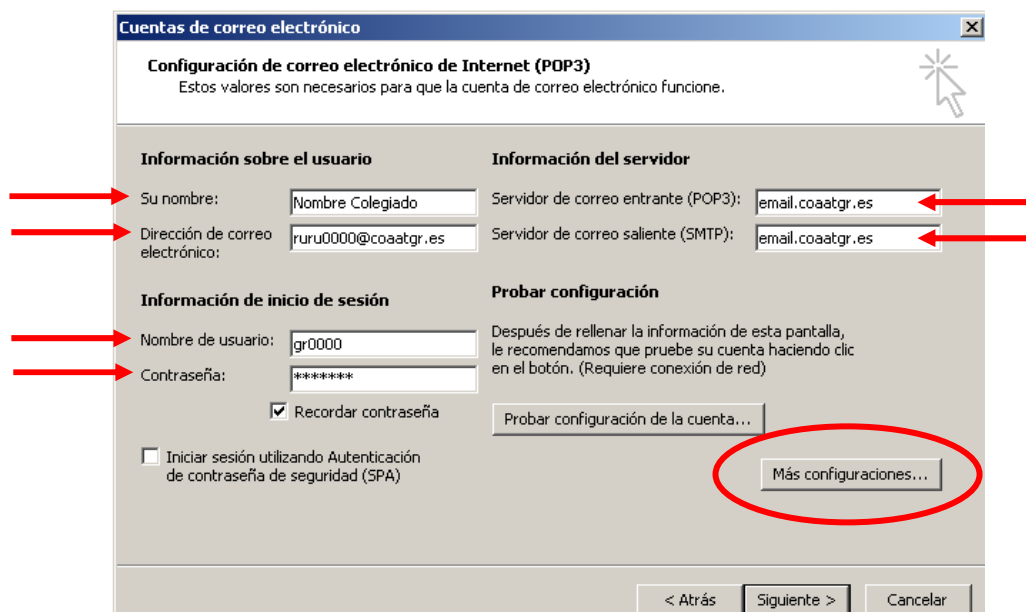 Cuentas de correo electrónico
Configuración de correo electrónico de Internet (POP3)
Estos valores son necesarios para que la cuenta de correo electrónico funcione.
Información sobre el usuario
Su nombre: Nombre Colegiado
Dirección de correo electrónico: ruru0000@coaatgr.es
Información del servidor
Servidor de correo entrante (POP3): email.coaatgr.es
Servidor de correo saliente (SMTP): email.coaatgr.es
Información de inicio de sesión
Nombre de usuario: gr0000
Contraseña: *******
Recordar contraseña
Iniciar sesión utilizando Autenticación
de contraseña de seguridad (SPA)
Probar configuración
Después de rellenar la información de esta pantalla,
le recomendamos que pruebe su cuenta haciendo clic
en el botón. (Requiere conexión de red)
Probar configuración de la cuenta...
Más configuraciones...
< Atrás
Siguiente >
Cancelar